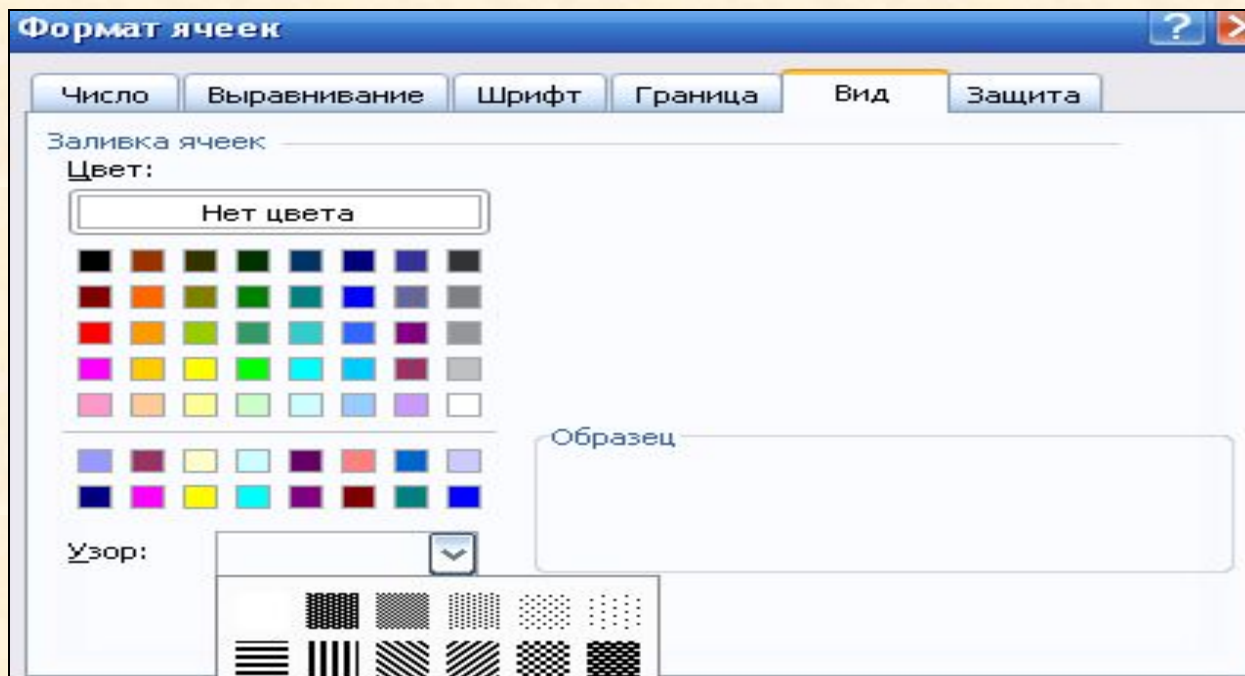 Формат ячеек ?
Число Выравнивание Шрифт Граница Вид Защита
Заливка ячеек
Цвет:
Нет цвета
Образец
Узор: